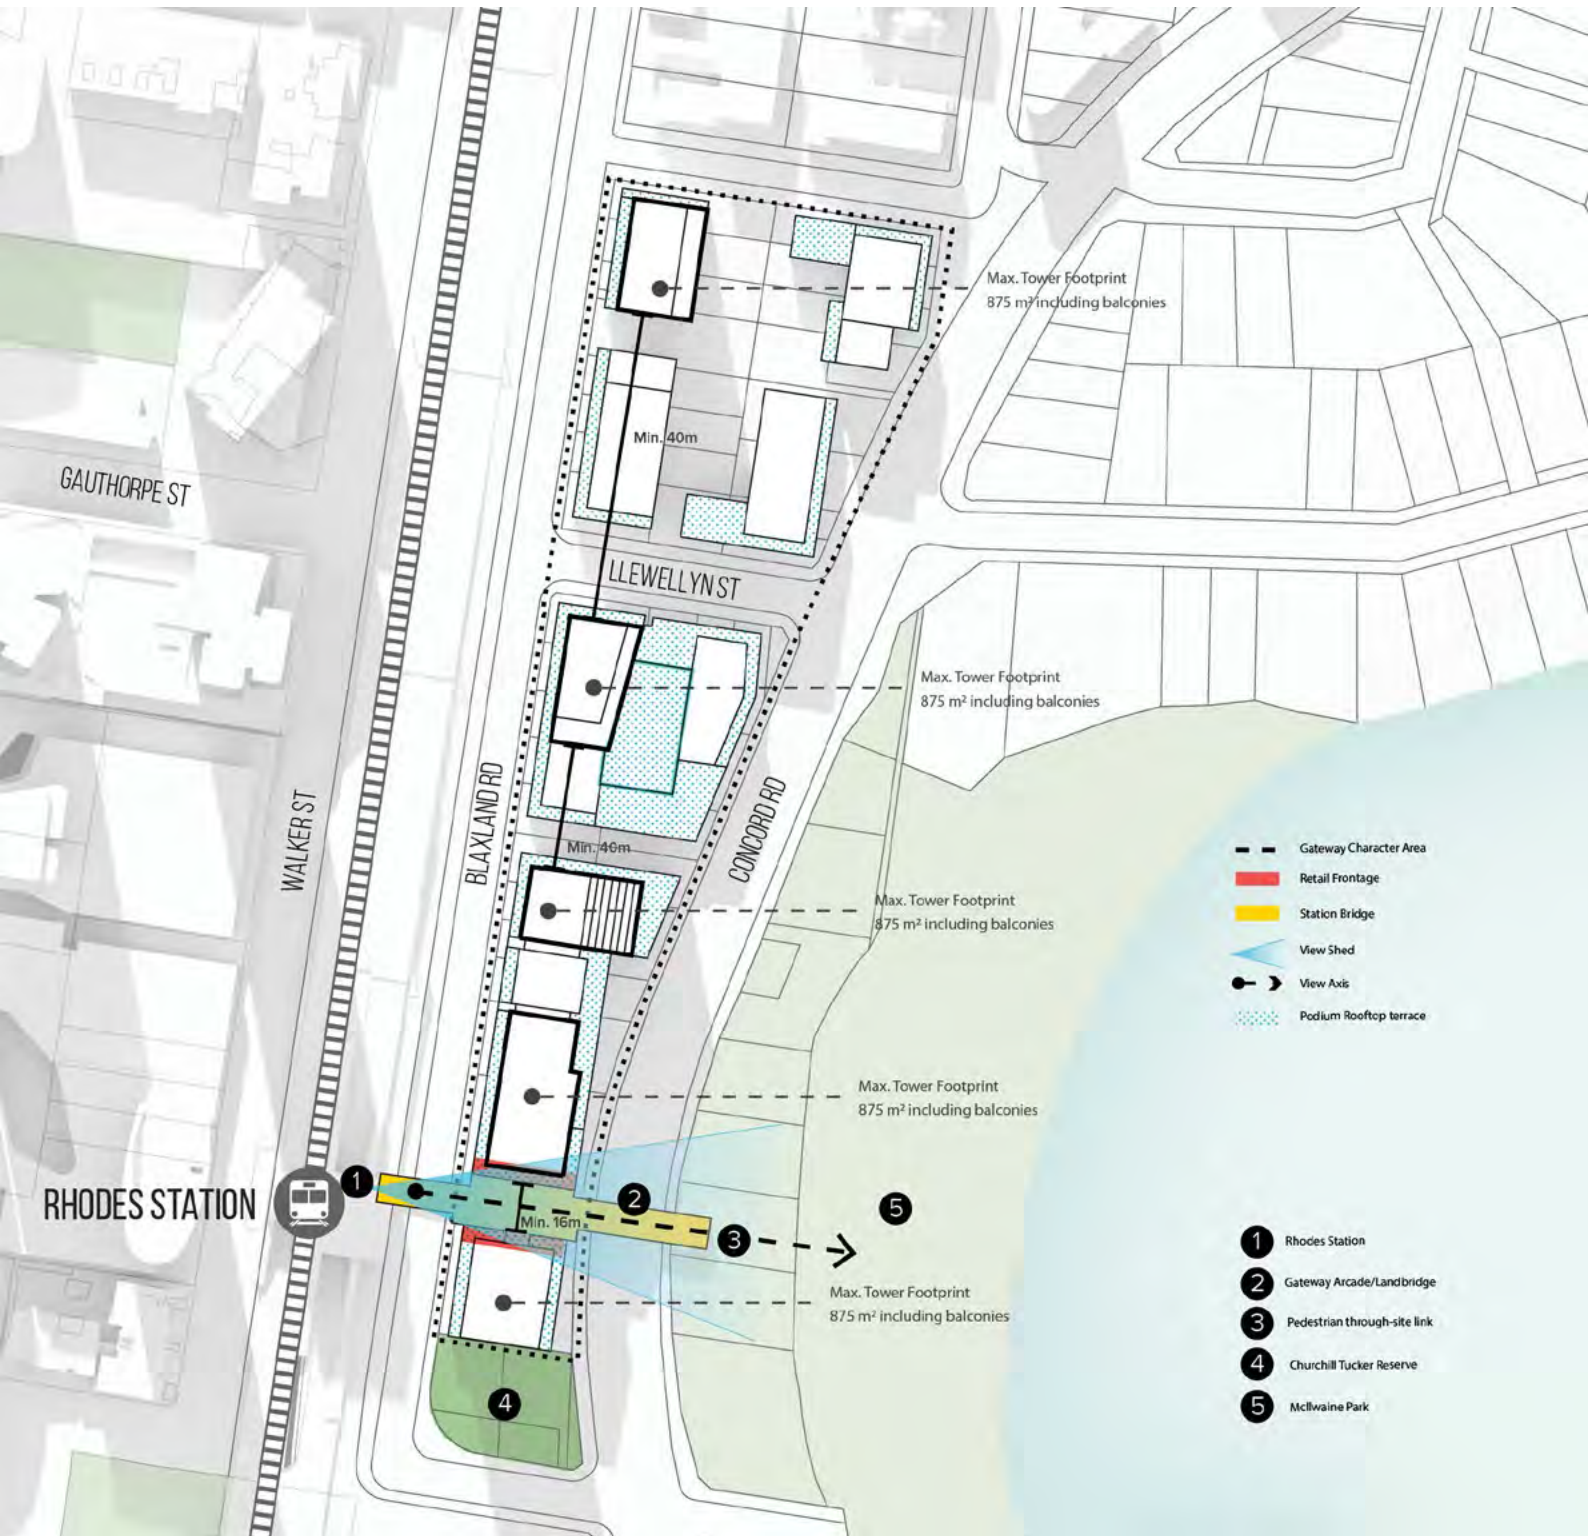 Max. Tower Footprint
875 m² including balconies
Min. 40m
GAUTHORPE ST
LLEWELLYN ST
Max. Tower Footprint
875 m² including balconies
BLAXLAND RD
WALKER ST
CONCORD RD
Min. 40m
Max. Tower Footprint
875 m² including balconies
Gateway Character Area
Retail Frontage
Station Bridge
View Shed
View Axis
Podium Rooftop terrace
Max. Tower Footprint
875 m² including balconies
RHODES STATION
1
2
Min. 16m
3
5
Max. Tower Footprint
875 m² including balconies
4
1 Rhodes Station
2 Gateway Arcade/Landbridge
3 Pedestrian through-site link
4 Churchill Tucker Reserve
5 McIlwaine Park